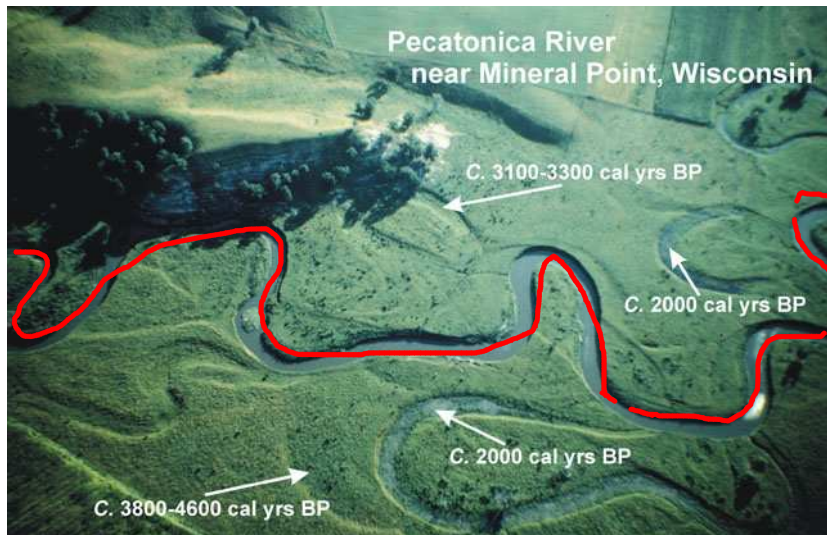 Pecatonica River
near Mineral Point, Wisconsin
C. 3100-3300 cal yrs BP
C. 2000 cal yrs BP
C. 2000 cal yrs BP
C. 3800-4600 cal yrs BP